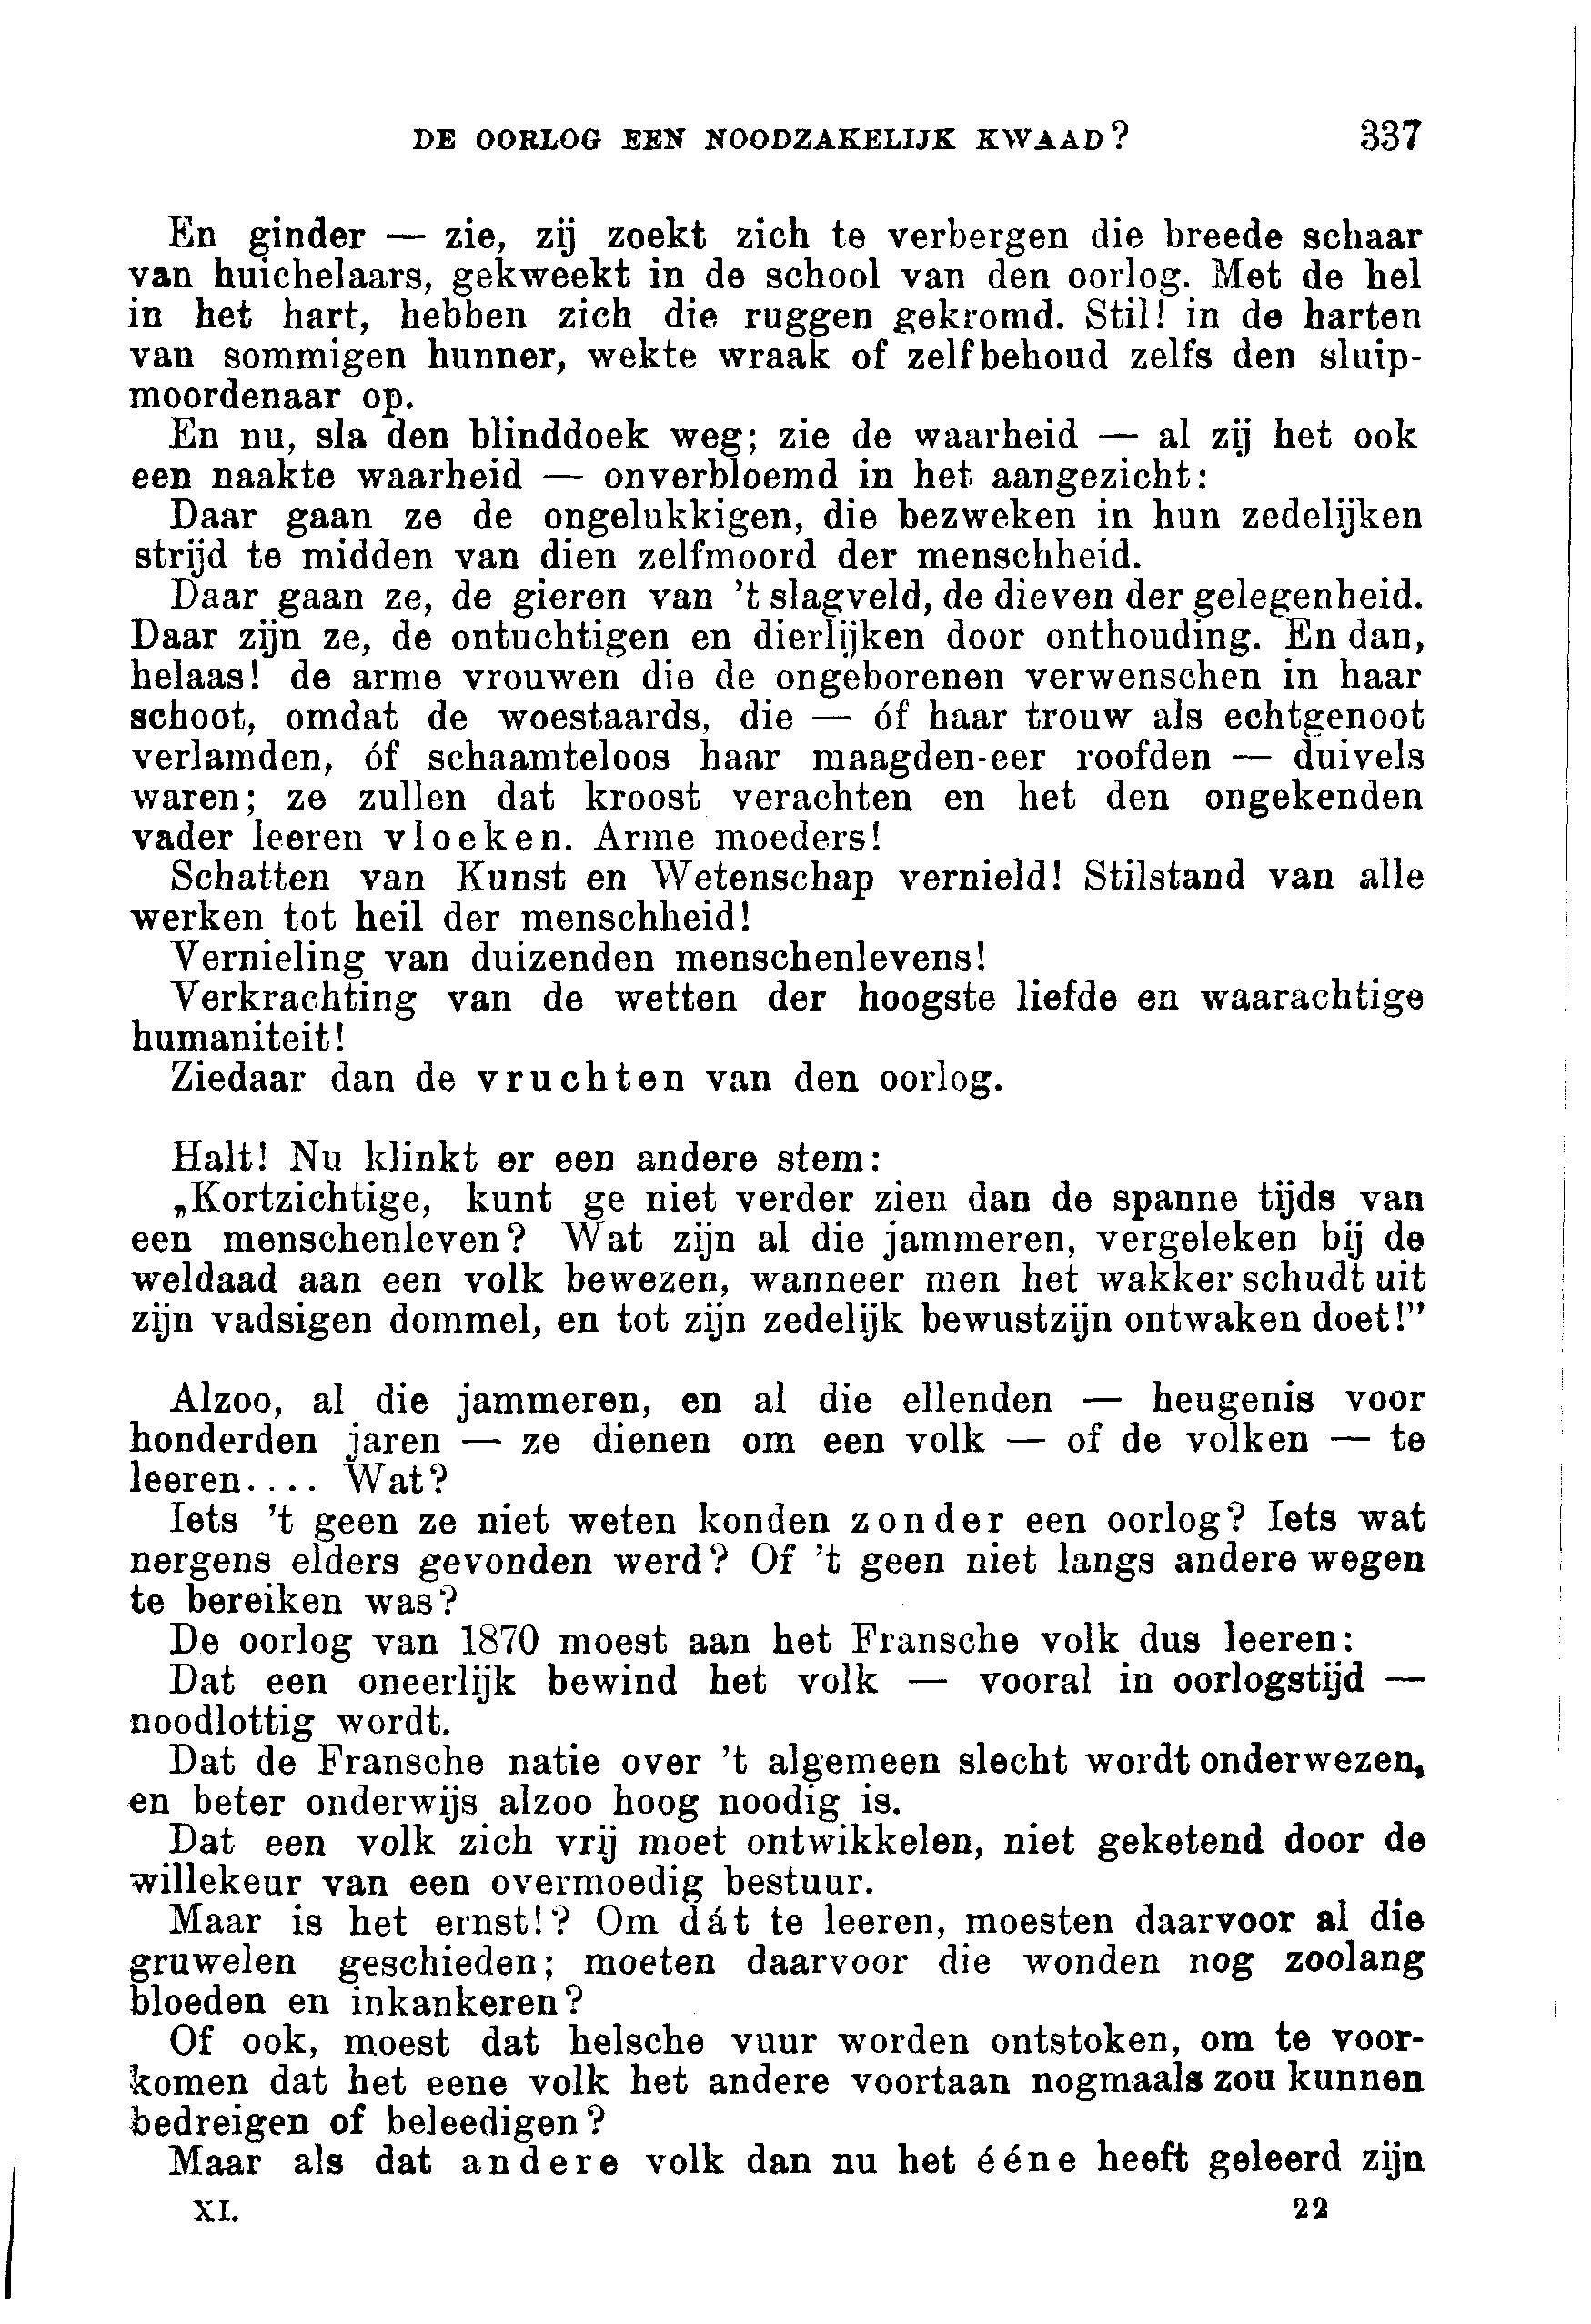 DE OORLOG EEN NOODZAKELIJK KWAAD? 337
En ginder — zie, zij zoekt zich te verbergen die breede schaar
van huichelaars, gekweekt in de school van den oorlog. Met de hel
in het hart, hebben zich die ruggen gekromd. Stil! in de harten
van sommigen hunner, wekte wraak of zelfbehoud zelfs den sluip-
moordenaar op.
En nu, sla den blinddoek weg; zie de waarheid — al zij het ook
een naakte waarheid — onverbloemd in het aangezicht:
Daar gaan ze de ongelukkigen, die bezweken in hun zedelijken
strijd te midden van dien zelfmoord der menschheid.
Daar gaan ze, de gieren van 't slagveld, de dieven der gelegenheid.
Daar zijn ze, de ontuchtigen en dierlijken door onthouding. En dan,
helaas! de arme vrouwen die de ongeborenen verwenschen in haar
schoot, omdat de woestaards, die — óf haar trouw als echtgenoot
verlamden, óf schaamteloos haar maagden-eer roofden — duivels
waren; ze zullen dat kroost verachten en het den ongekenden
vader leeren vloeken. Arme moeders!
Schatten van Kunst en Wetenschap vernield! Stilstand van alle
werken tot heil der menschheid!
Vernieling van duizenden menschenlevens!
Verkrachting van de wetten der hoogste liefde en waarachtige
humaniteit!
Ziedaar dan de vruchten van den oorlog.
Halt! Nu klinkt er een andere stem:
„Kortzichtige, kunt ge niet verder zien dan de spanne tijds van
een menschenleven? Wat zijn al die jammeren, vergeleken bij de
weldaad aan een volk bewezen, wanneer men het wakker schudt uit
zijn vadsigen dommel, en tot zijn zedelijk bewustzijn ontwaken doet!”
Alzoo, al die jammeren, en al die ellenden — heugenis voor
honderden jaren — ze dienen om een volk — of de volken — te
leeren.... Wat?
Iets 't geen ze niet weten konden zonder een oorlog? Iets wat
nergens elders gevonden werd? Of 't geen niet langs andere wegen
te bereiken was?
De oorlog van 1870 moest aan het Fransche volk dus leeren:
Dat een oneerlijk bewind het volk — vooral in oorlogstijd —
noodlottig wordt.
Dat de Fransche natie over 't algemeen slecht wordt onderwezen,
en beter onderwijs alzoo hoog noodig is.
Dat een volk zich vrij moet ontwikkelen, niet geketend door de
willekeur van een overmoedig bestuur.
Maar is het ernst!? Om dát te leeren, moesten daarvoor al die
gruwelen geschieden; moeten daarvoor die wonden nog zoolang
bloeden en inkankeren?
Of ook, moest dat helsche vuur worden ontstoken, om te voor-
komen dat het eene volk het andere voortaan nogmaals zou kunnen
bedreigen of beleedigen?
Maar als dat andere volk dan nu het ééne heeft geleerd zijn
XI. 22